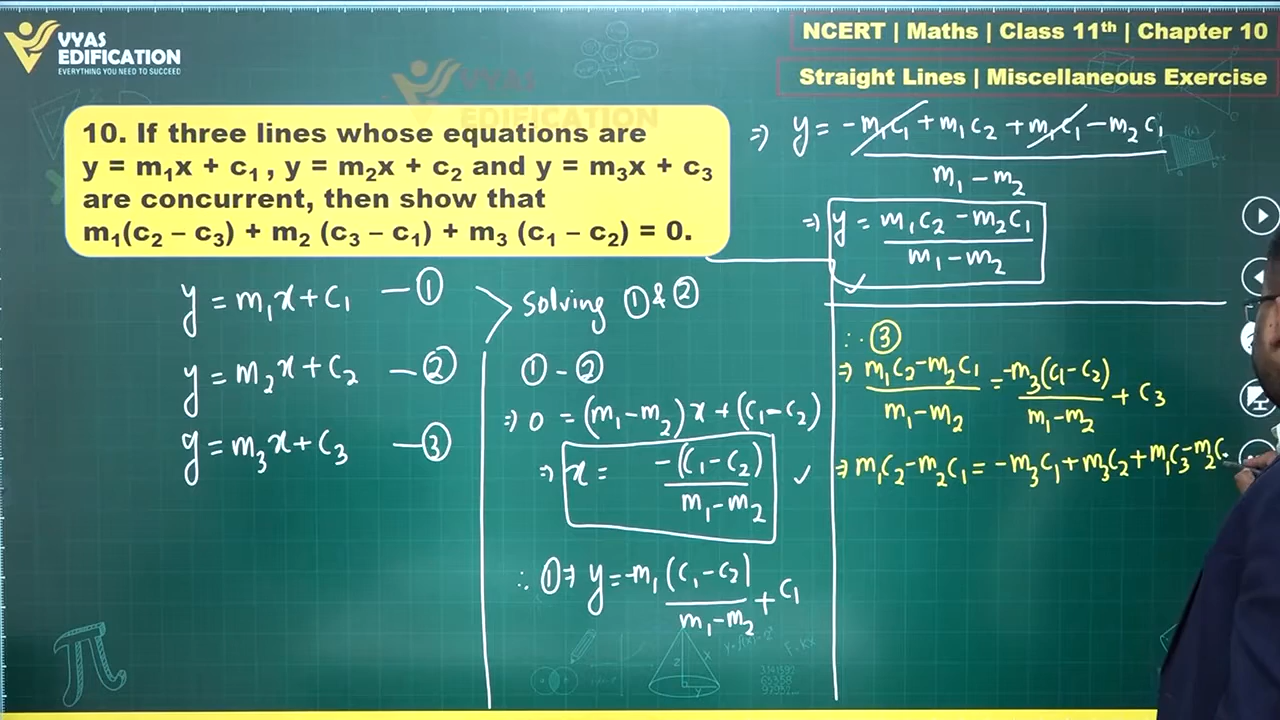 VYAS
EDIFICATION
EVERYTHING YOU NEED TO SUCCEED
VYAS
EDIFICATION
NCERT | Maths | Class 11ᵗʰ | Chapter 10
Straight Lines | Miscellaneous Exercise
10. If three lines whose equations are
y = m₁x + c₁ , y = m₂x + c₂ and y = m₃x + c₃
are concurrent, then show that
m₁(c₂ – c₃) + m₂ (c₃ – c₁) + m₃ (c₁ – c₂) = 0.
y = m₁x + c₁ — ①
y = m₂x + c₂ — ②
y = m₃x + c₃ — ③
solving ① & ②
① - ②
⇒ 0 = (m₁-m₂)x + (c₁-c₂)
⇒ x = -(c₁-c₂)
m₁-m₂
✓
∴ ① ⇒ y = -m₁(c₁-c₂) + c₁
m₁-m₂
⇒ y = -m₁c₁ + m₁c₂ + m₁c₁ - m₂c₁
m₁ - m₂
⇒ y = m₁c₂ - m₂c₁
m₁ - m₂
✓
∴ ③
⇒ m₁c₂-m₂c₁ = -m₃(c₁-c₂) + c₃
m₁-m₂ m₁-m₂
⇒ m₁c₂-m₂c₁ = -m₃c₁+m₃c₂+m₁c₃-m₂c